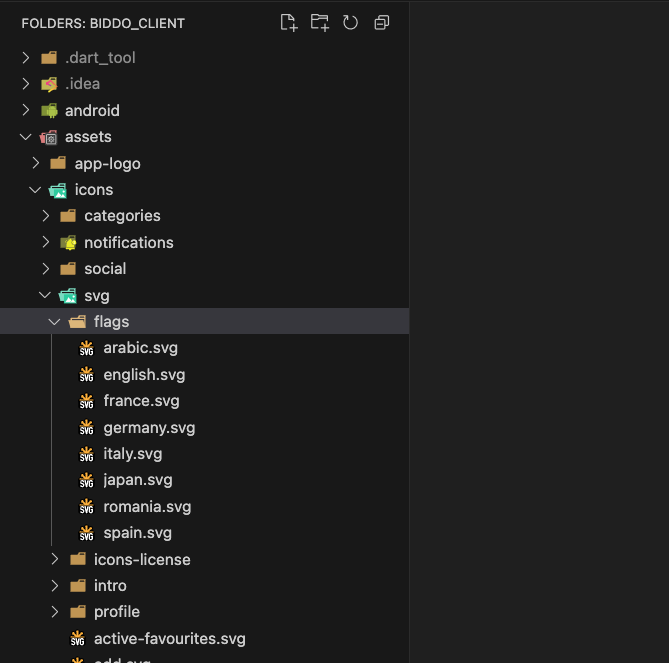 FOLDERS: BIDDO_CLIENT
.dart_tool
.idea
android
assets
app-logo
icons
categories
notifications
social
svg
flags
SVG arabic.svg
SVG english.svg
SVG france.svg
SVG germany.svg
SVG italy.svg
SVG japan.svg
SVG romania.svg
SVG spain.svg
icons-license
intro
profile
SVG active-favourites.svg
add.svg